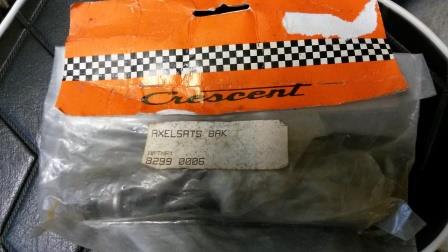 Crescent
AXELSATS BAK
ARTNR:
8299 0006